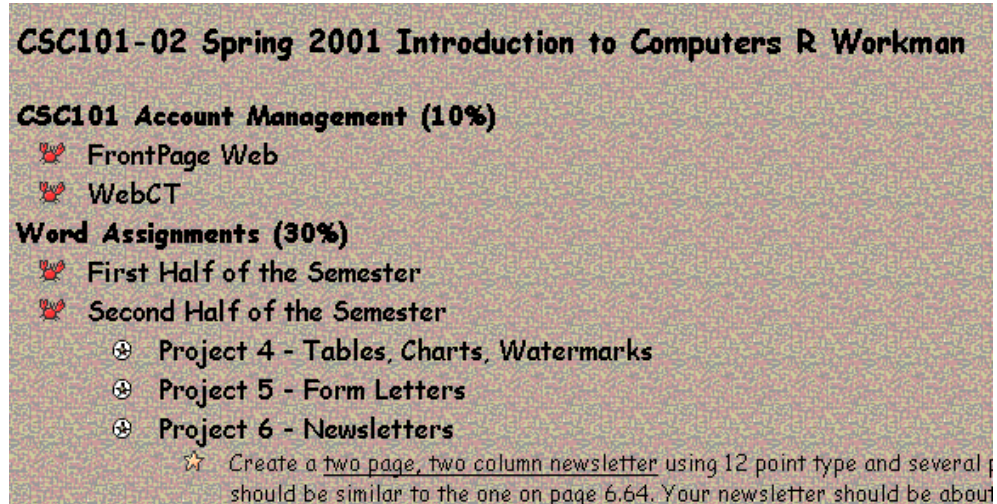 CSC101-02 Spring 2001 Introduction to Computers R Workman
CSC101 Account Management (10%)
FrontPage Web
WebCT
Word Assignments (30%)
First Half of the Semester
Second Half of the Semester
Project 4 - Tables, Charts, Watermarks
Project 5 - Form Letters
Project 6 - Newsletters
Create a two page, two column newsletter using 12 point type and several
should be similar to the one on page 6.64. Your newsletter should be about